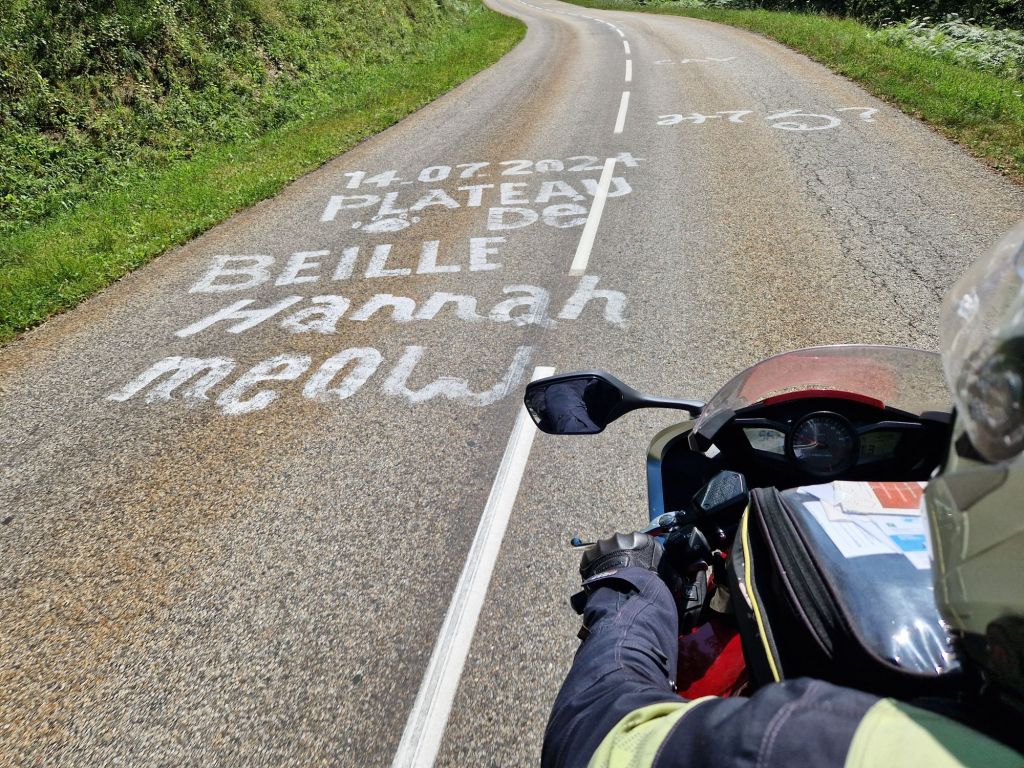 14.07.2024
PLATEAU
De
BEILLE
Hannah
meow